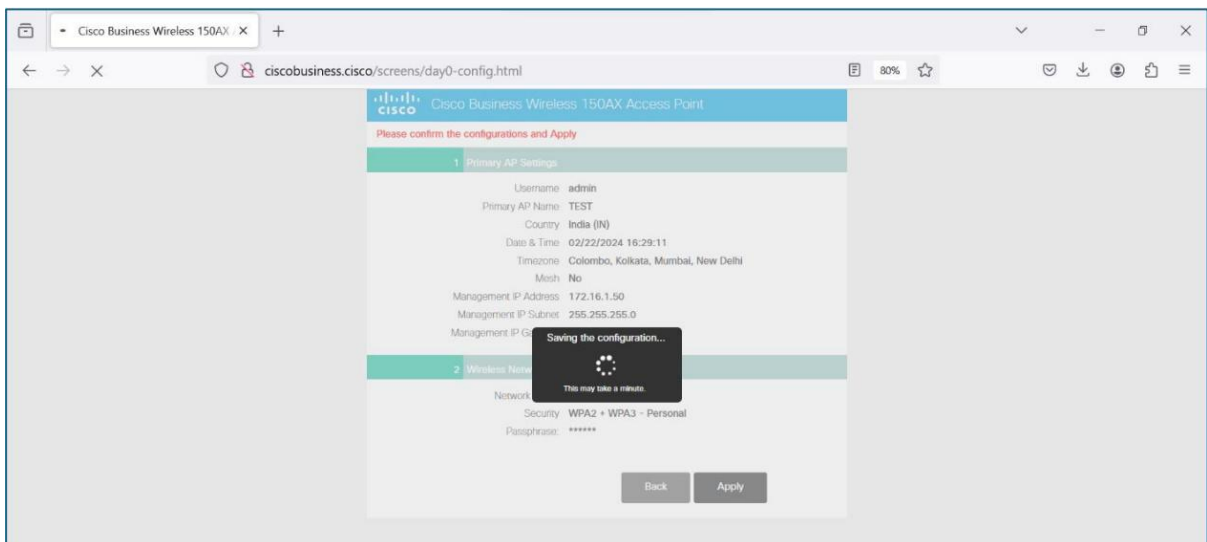 Cisco Business Wireless 150AX
ciscobusiness.cisco/screens/day0-config.html
80%
CISCO Cisco Business Wireless 150AX Access Point
Please confirm the configurations and Apply
1 Primary AP Settings
Username admin
Primary AP Name TEST
Country India (IN)
Date & Time 02/22/2024 16:29:11
Timezone Colombo, Kolkata, Mumbai, New Delhi
Mesh No
Management IP Address 172.16.1.50
Management IP Subnet 255.255.255.0
Management IP
Saving the configuration...
This may take a minute.
2 Wireless
Network
Security WPA2 + WPA3 - Personal
Passphrase: ******
Back Apply